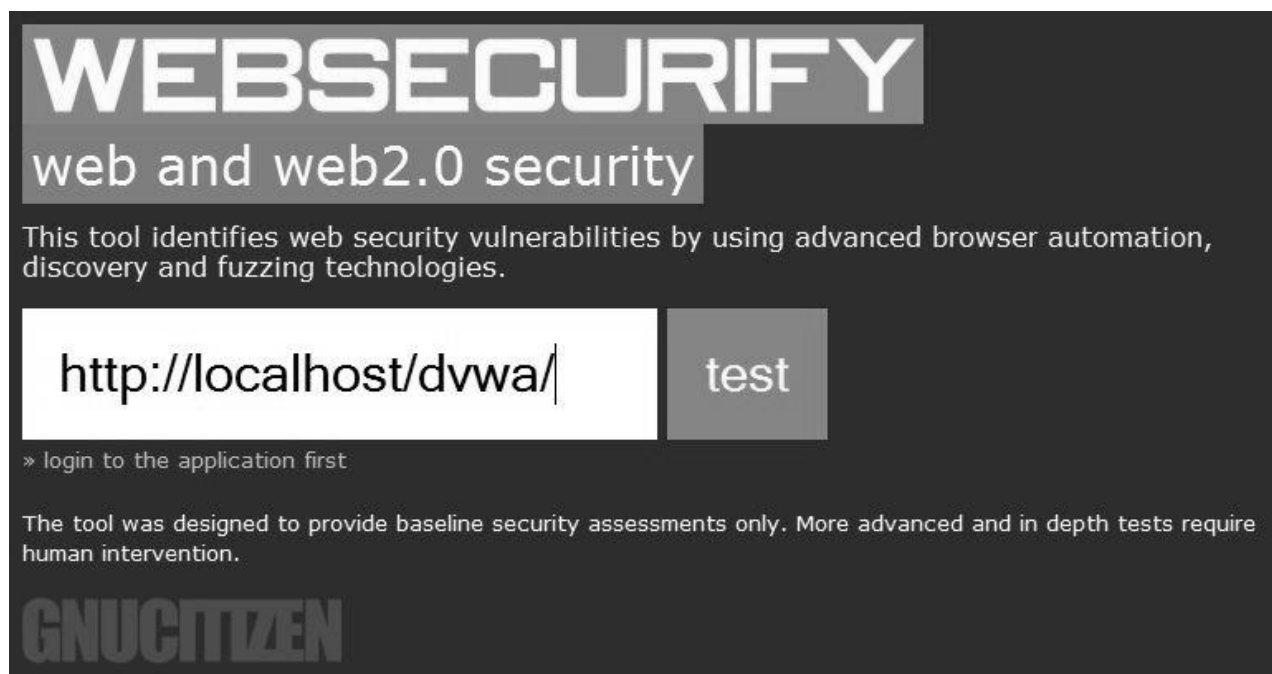 WEBSECURIFY
web and web2.0 security
This tool identifies web security vulnerabilities by using advanced browser automation,
discovery and fuzzing technologies.
http://localhost/dvwa/
test
» login to the application first
The tool was designed to provide baseline security assessments only. More advanced and in depth tests require
human intervention.
GNUCITIZEN